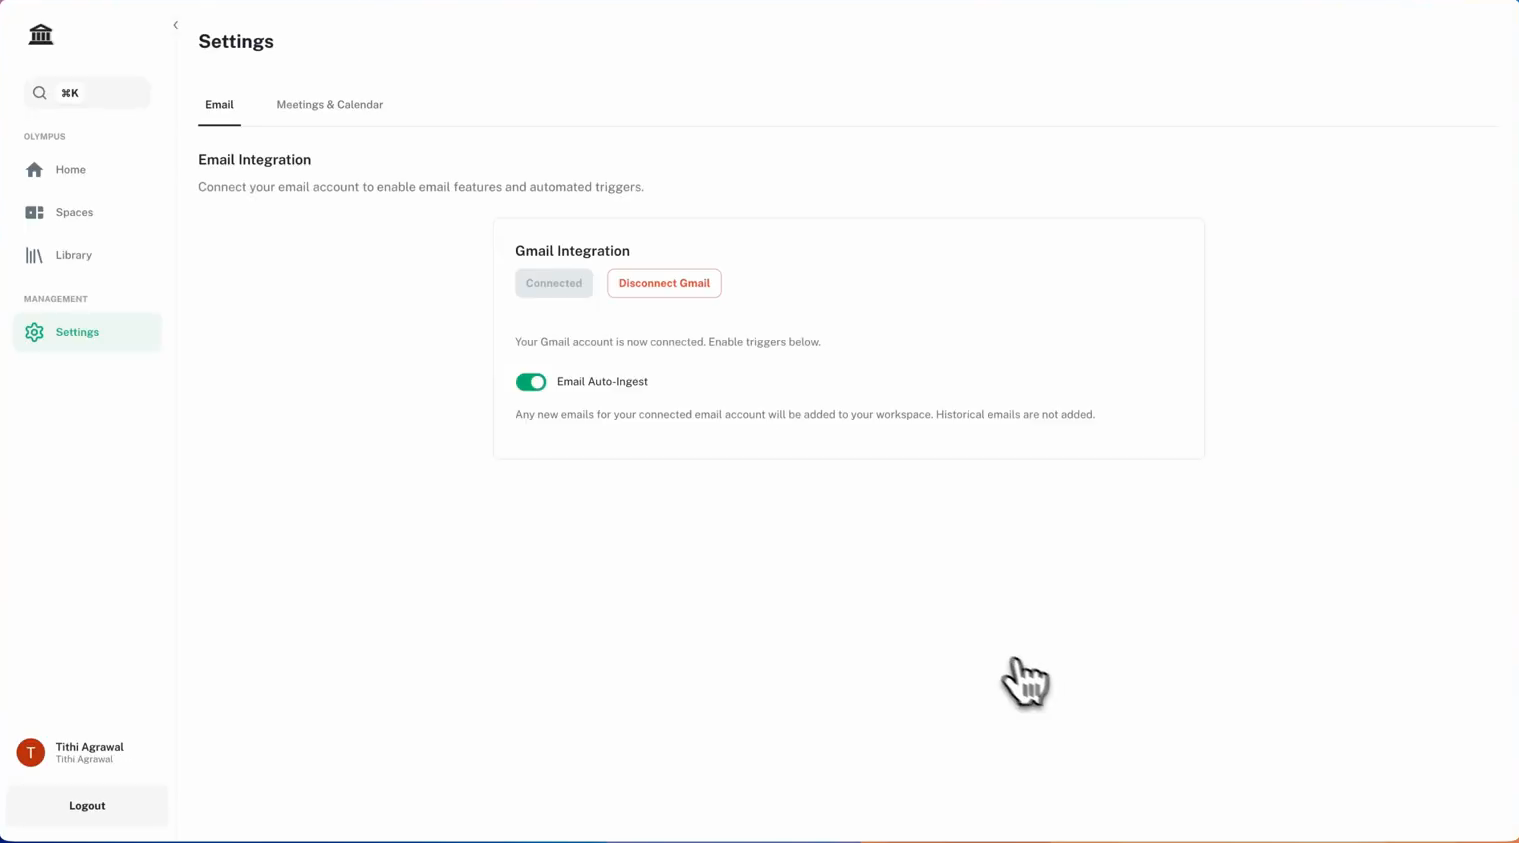 Settings
⌘K
Email
Meetings & Calendar
OLYMPUS
Home
Spaces
Library
MANAGEMENT
Settings
Email Integration
Connect your email account to enable email features and automated triggers.
Gmail Integration
Connected
Disconnect Gmail
Your Gmail account is now connected. Enable triggers below.
Email Auto-Ingest
Any new emails for your connected email account will be added to your workspace. Historical emails are not added.
T
Tithi Agrawal
Tithi Agrawal
Logout